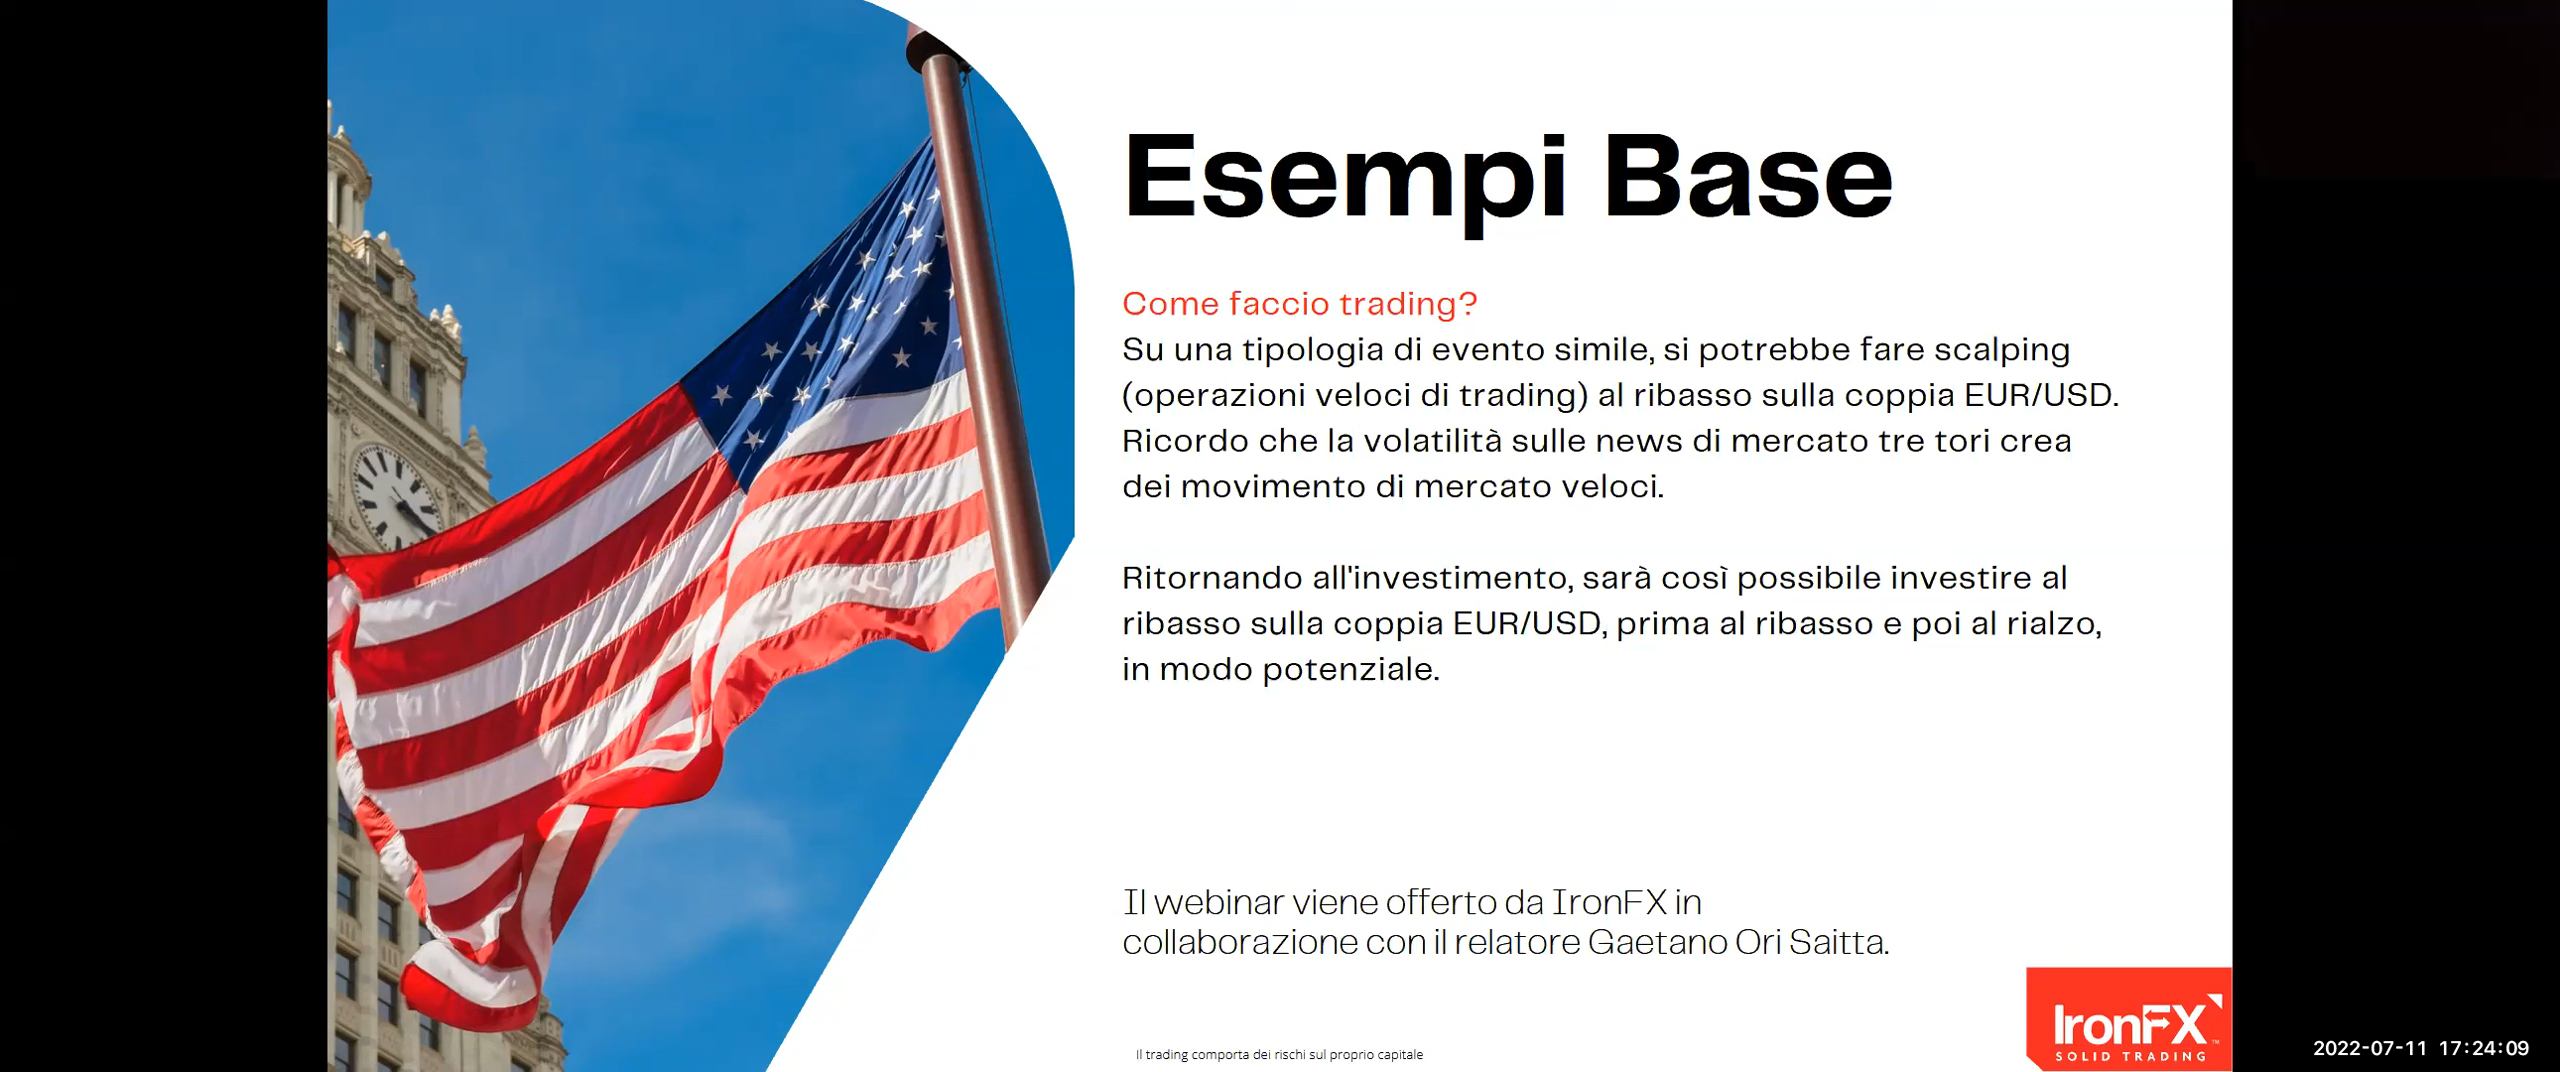 Esempi Base
Come faccio trading?
Su una tipologia di evento simile, si potrebbe fare scalping
(operazioni veloci di trading) al ribasso sulla coppia EUR/USD.
Ricordo che la volatilità sulle news di mercato tre tori crea
dei movimento di mercato veloci.
Ritornando all'investimento, sarà così possibile investire al
ribasso sulla coppia EUR/USD, prima al ribasso e poi al rialzo,
in modo potenziale.
Il webinar viene offerto da IronFX in
collaborazione con il relatore Gaetano Ori Saitta.
Il trading comporta dei rischi sul proprio capitale
IronFX™
SOLID TRADING
2022-07-11 17:24:09